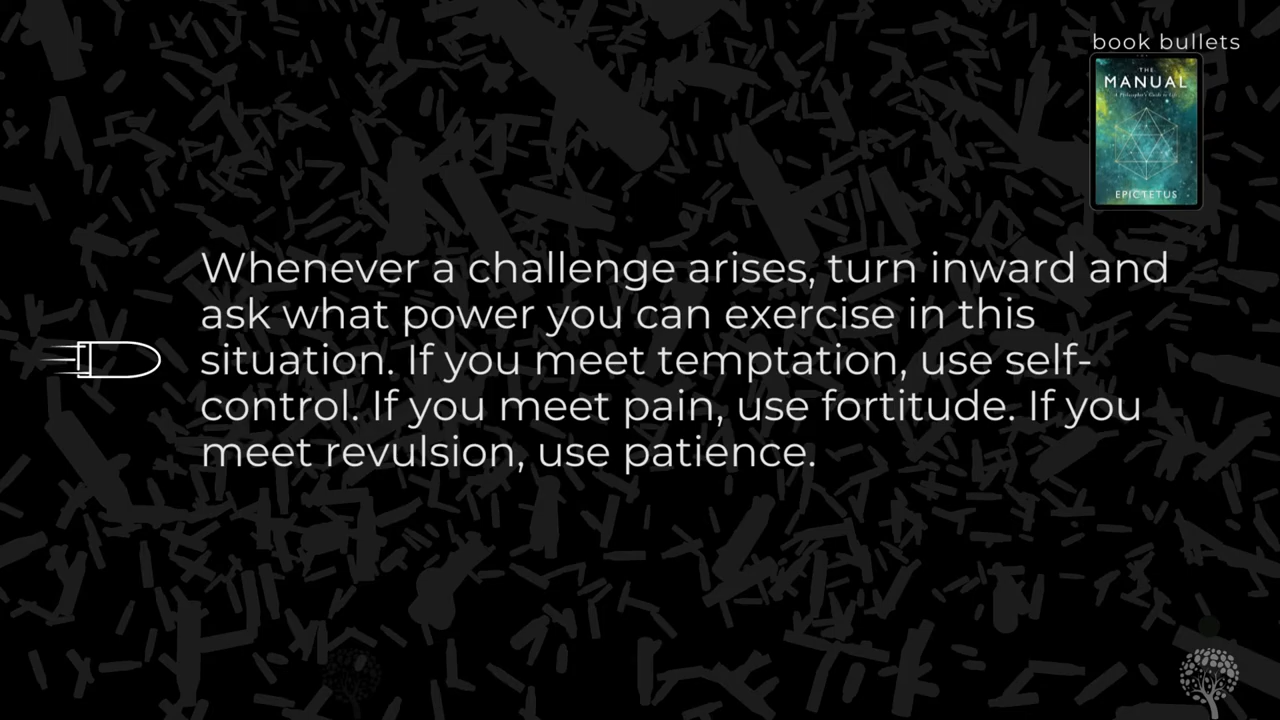 book bullets
THE
MANUAL
A Philosopher's Guide to Life
EPICTETUS
Whenever a challenge arises, turn inward and
ask what power you can exercise in this
situation. If you meet temptation, use self-
control. If you meet pain, use fortitude. If you
meet revulsion, use patience.